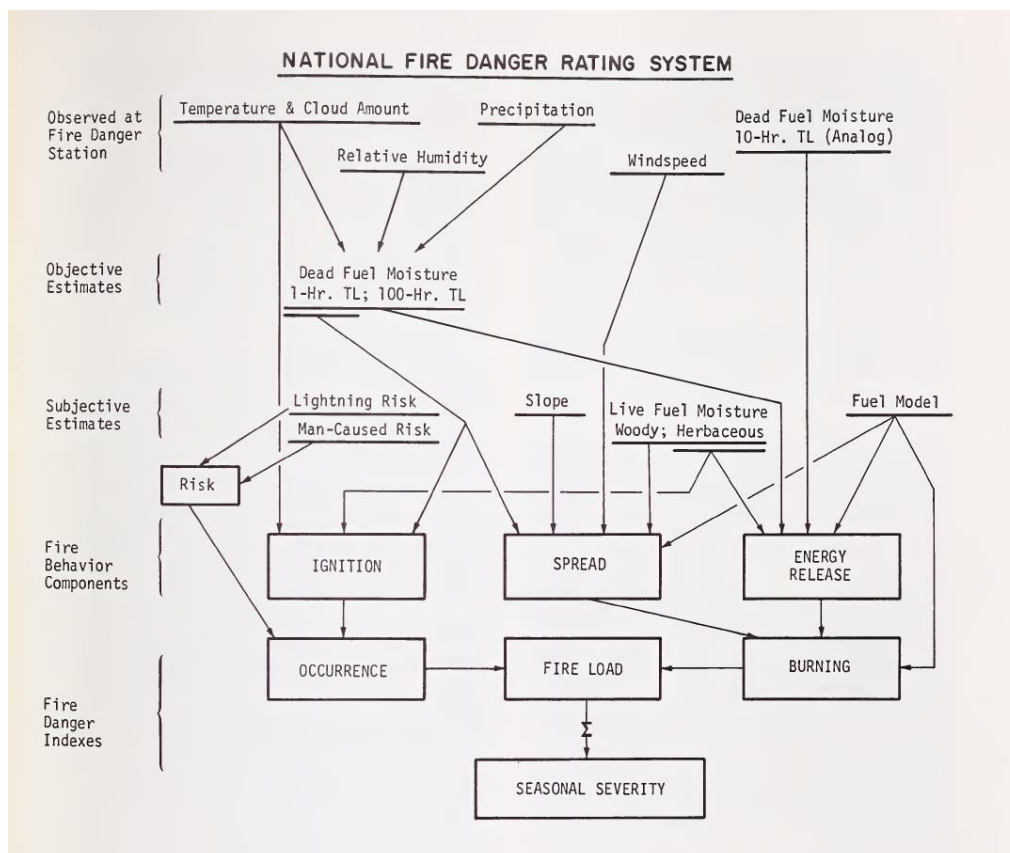 NATIONAL FIRE DANGER RATING SYSTEM
Observed at
Fire Danger
Station
Temperature & Cloud Amount
Precipitation
Relative Humidity
Windspeed
Dead Fuel Moisture
10-Hr. TL (Analog)
Objective
Estimates
Dead Fuel Moisture
1-Hr. TL; 100-Hr. TL
Subjective
Estimates
Lightning Risk
Man-Caused Risk
Slope
Live Fuel Moisture
Woody; Herbaceous
Fuel Model
Risk
Fire
Behavior
Components
IGNITION
SPREAD
ENERGY
RELEASE
Fire
Danger
Indexes
OCCURRENCE
FIRE LOAD
BURNING
Σ
SEASONAL SEVERITY